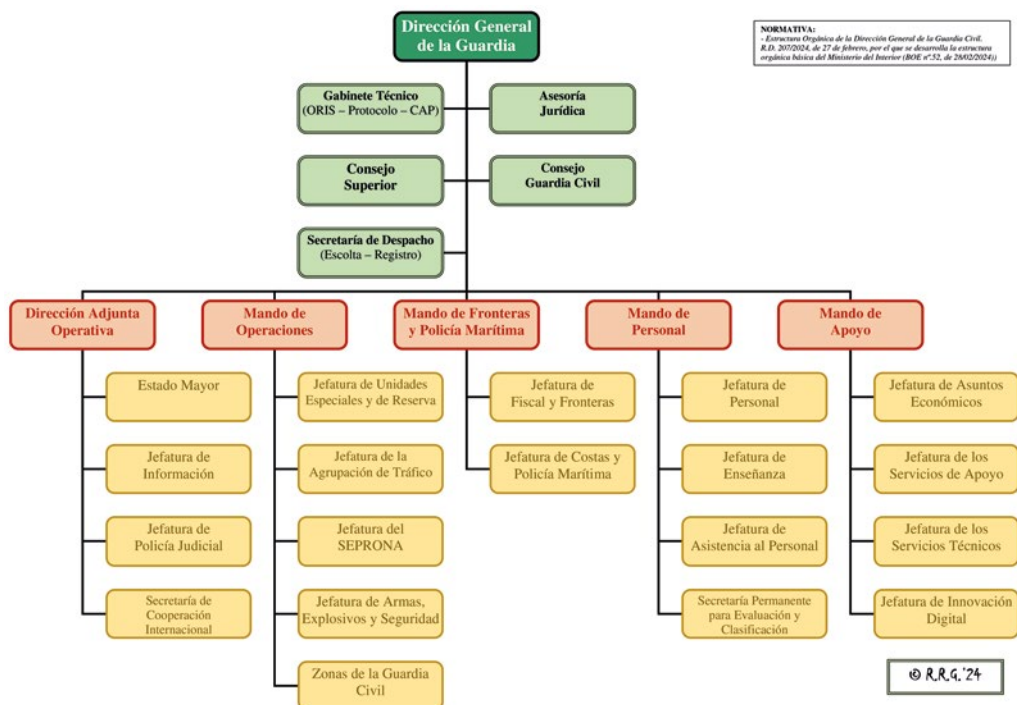 Dirección General
de la Guardia
NORMATIVA:
- Estructura Orgánica de la Dirección General de la Guardia Civil.
R.D. 207/2024, de 27 de febrero, por el que se desarrolla la estructura
orgánica básica del Ministerio del Interior (BOE nº.52, de 28/02/2024))
Gabinete Técnico
(ORIS – Protocolo – CAP)
Asesoría
Jurídica
Consejo
Superior
Consejo
Guardia Civil
Secretaría de Despacho
(Escolta – Registro)
Dirección Adjunta
Operativa
Mando de
Operaciones
Mando de Fronteras
y Policía Marítima
Mando de
Personal
Mando de
Apoyo
Estado Mayor
Jefatura de
Información
Jefatura de
Policía Judicial
Secretaría de
Cooperación
Internacional
Jefatura de Unidades
Especiales y de Reserva
Jefatura de la
Agrupación de Tráfico
Jefatura del
SEPRONA
Jefatura de Armas,
Explosivos y Seguridad
Zonas de la Guardia
Civil
Jefatura de
Fiscal y Fronteras
Jefatura de Costas y
Policía Marítima
Jefatura de
Personal
Jefatura de
Enseñanza
Jefatura de
Asistencia al Personal
Secretaría Permanente
para Evaluación y
Clasificación
Jefatura de Asuntos
Económicos
Jefatura de los
Servicios de Apoyo
Jefatura de los
Servicios Técnicos
Jefatura de Innovación
Digital
© R.R.G.'24